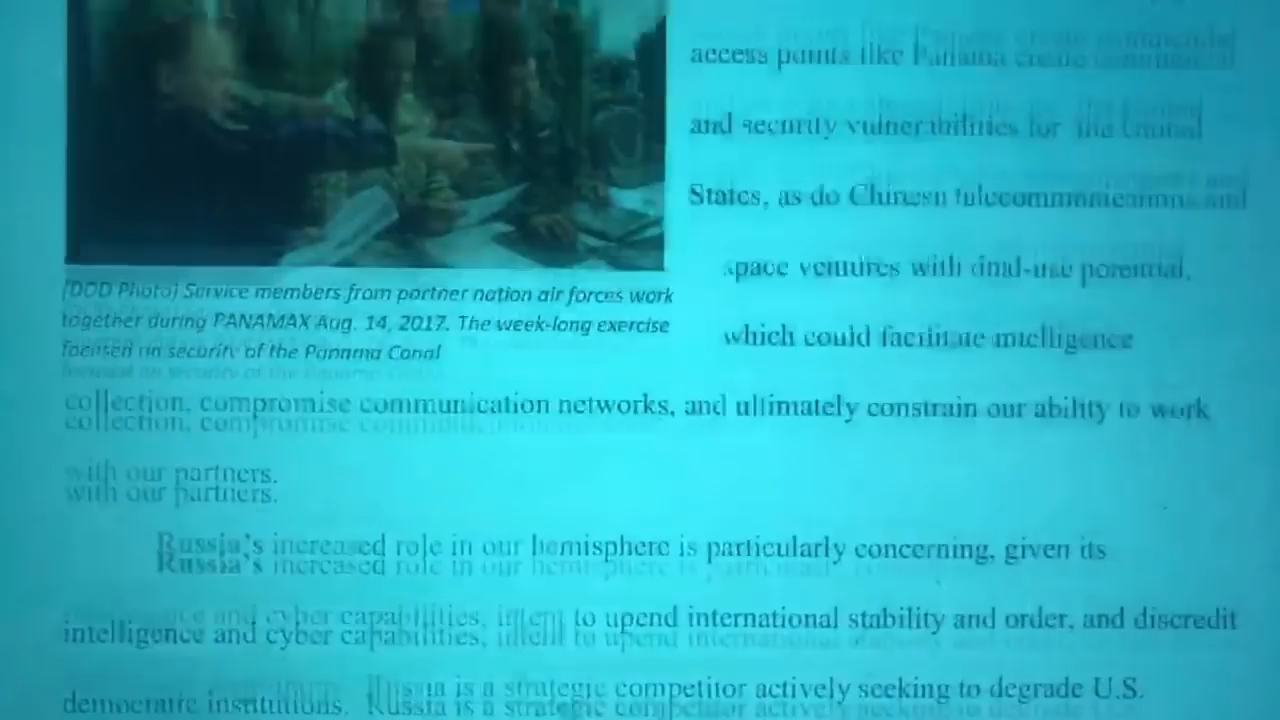 access points like Panama create commercial
and security vulnerabilities for the United
States, as do Chinese telecommunications and
space ventures with dual-use potential,
which could facilitate intelligence
(DOD Photo) Service members from partner nation air forces work
together during PANAMAX Aug. 14, 2017. The week-long exercise
focused on security of the Panama Canal
collection, compromise communication networks, and ultimately constrain our ability to work
with our partners.
Russia's increased role in our hemisphere is particularly concerning, given its
intelligence and cyber capabilities, intent to upend international stability and order, and discredit
democratic institutions. Russia is a strategic competitor actively seeking to degrade U.S.